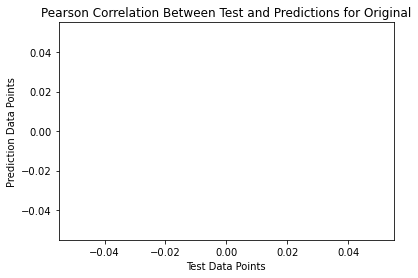 Pearson Correlation Between Test and Predictions for Original
0.04
0.02
0.00
−0.02
−0.04
Prediction Data Points
−0.04 −0.02 0.00 0.02 0.04
Test Data Points